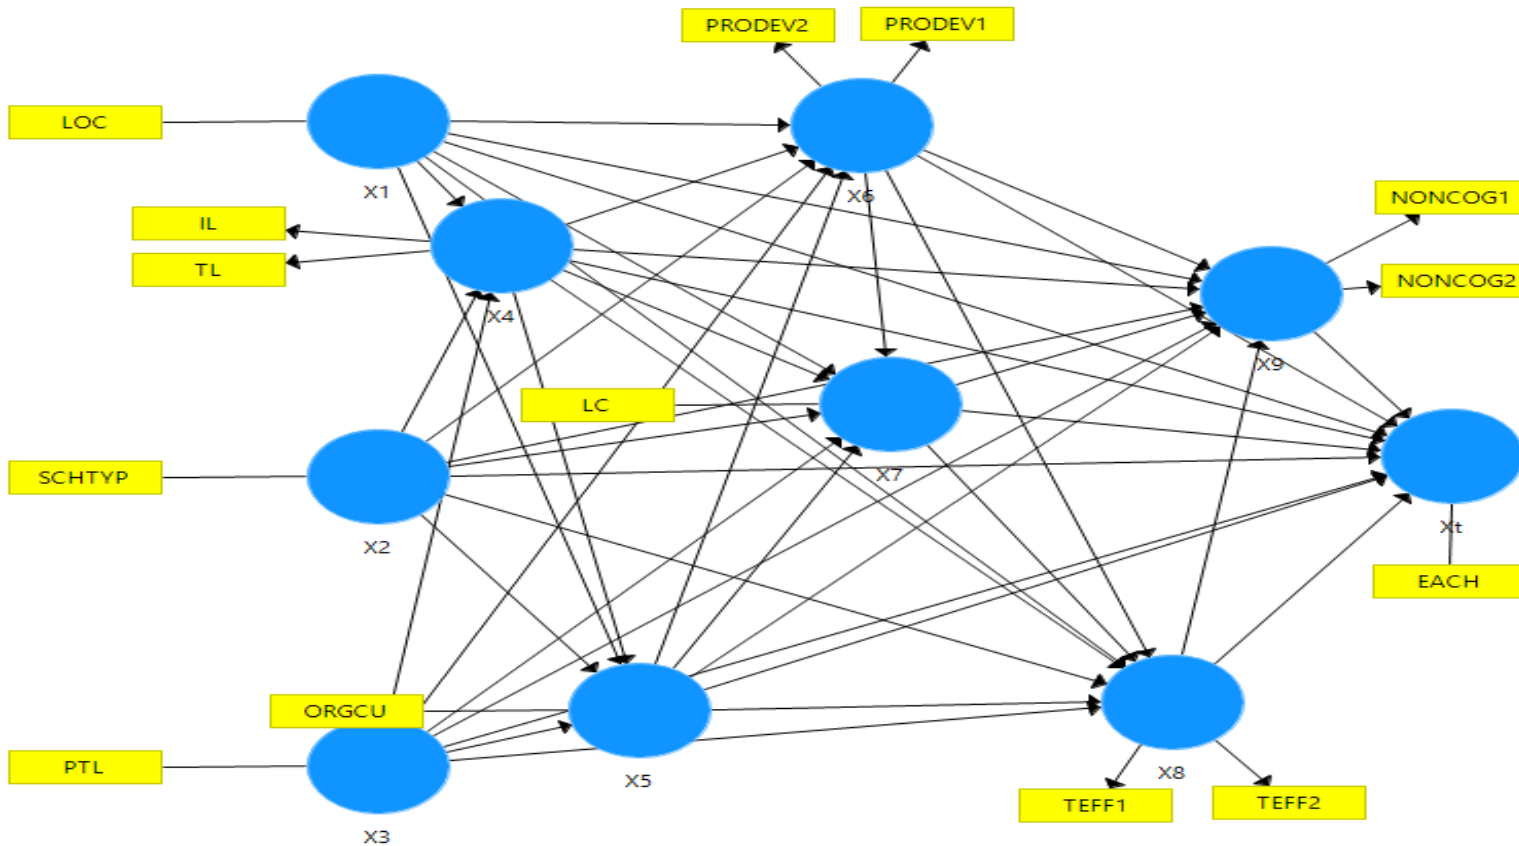 PRODEV2
PRODEV1
LOC
X1
X6
IL
TL
X4
NONCOG1
NONCOG2
X9
LC
X7
SCHTYP
X2
Xt
EACH
ORGCU
PTL
X5
X3
X8
TEFF1
TEFF2